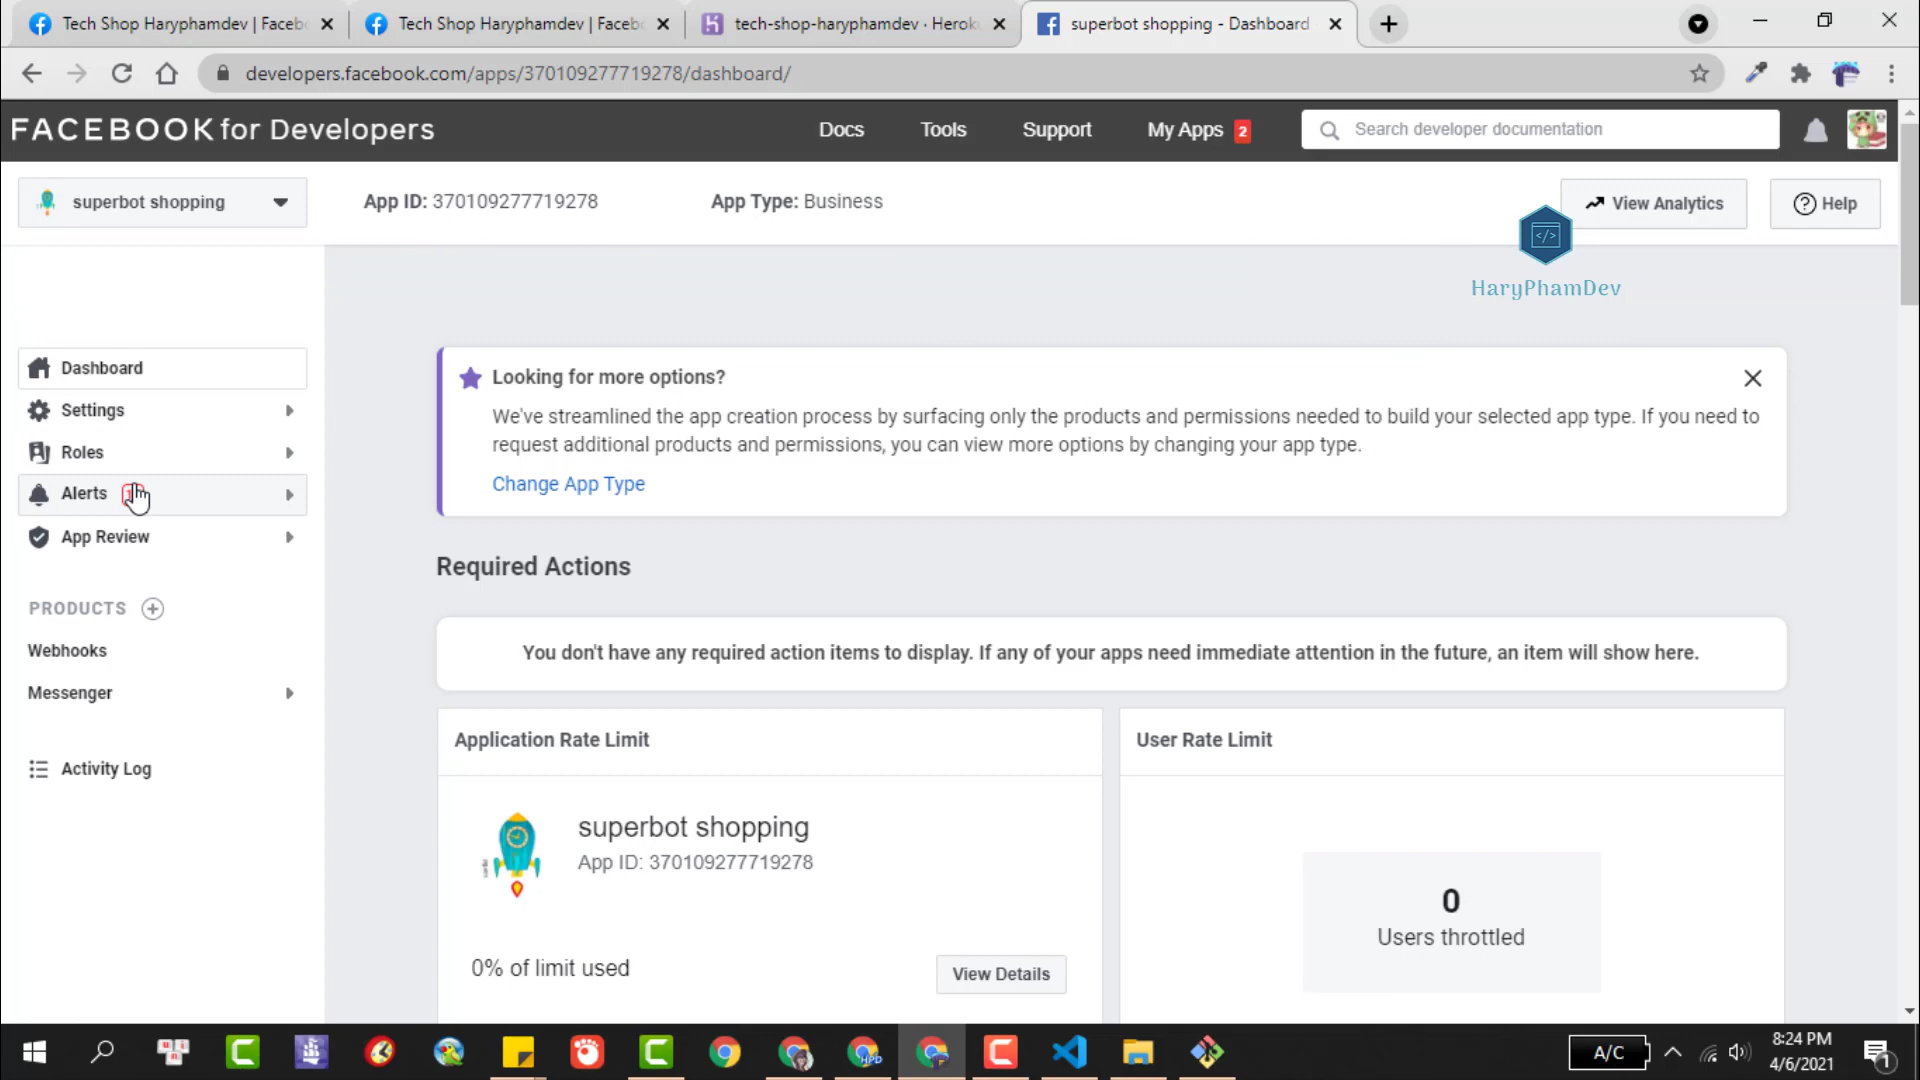 Tech Shop Haryphamdev | Facebo
Tech Shop Haryphamdev | Facebo
tech-shop-haryphamdev · Heroku
superbot shopping - Dashboard
developers.facebook.com/apps/370109277719278/dashboard/
FACEBOOK for Developers
Docs
Tools
Support
My Apps 2
Search developer documentation
superbot shopping
App ID: 370109277719278
App Type: Business
View Analytics
Help
HaryPhamDev
Dashboard
Settings
Roles
Alerts
App Review
PRODUCTS
Webhooks
Messenger
Activity Log
Looking for more options?
We've streamlined the app creation process by surfacing only the products and permissions needed to build your selected app type. If you need to
request additional products and permissions, you can view more options by changing your app type.
Change App Type
Required Actions
You don't have any required action items to display. If any of your apps need immediate attention in the future, an item will show here.
Application Rate Limit
superbot shopping
App ID: 370109277719278
0% of limit used
View Details
User Rate Limit
0
Users throttled
A/C
8:24 PM
4/6/2021
1